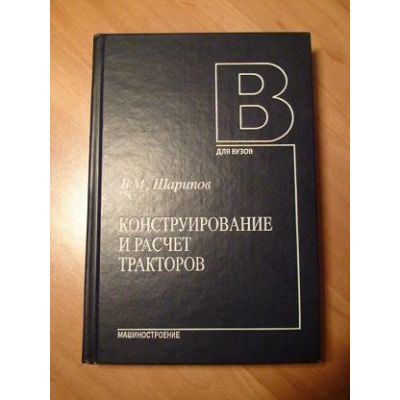 В
ДЛЯ ВУЗОВ
В.М. Шарипов
КОНСТРУИРОВАНИЕ
И РАСЧЕТ
ТРАКТОРОВ
МАШИНОСТРОЕНИЕ